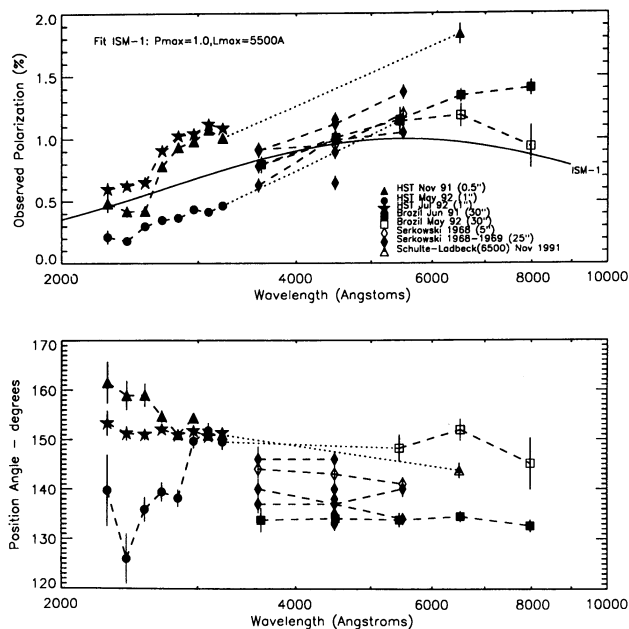 2.0
Fit ISM-1: Pmax=1.0,Lmax=5500A
1.5
1.0
0.5
0.0
Observed Polarization (%)
ISM-1
HST Nov 91 (0.5")
HST May 92 (1")
HST Jul 92 (1")
Brazil Jun 91 (30")
Brazil May 92 (30")
Serkowski 1968 (5")
Serkowski 1968-1969 (25")
Schulte-Ladbeck(6500) Nov 1991
2000 4000 6000 8000 10000
Wavelength (Angstoms)
170
160
150
140
130
120
Position Angle - degrees
2000 4000 6000 8000 10000
Wavelength (Angstroms)